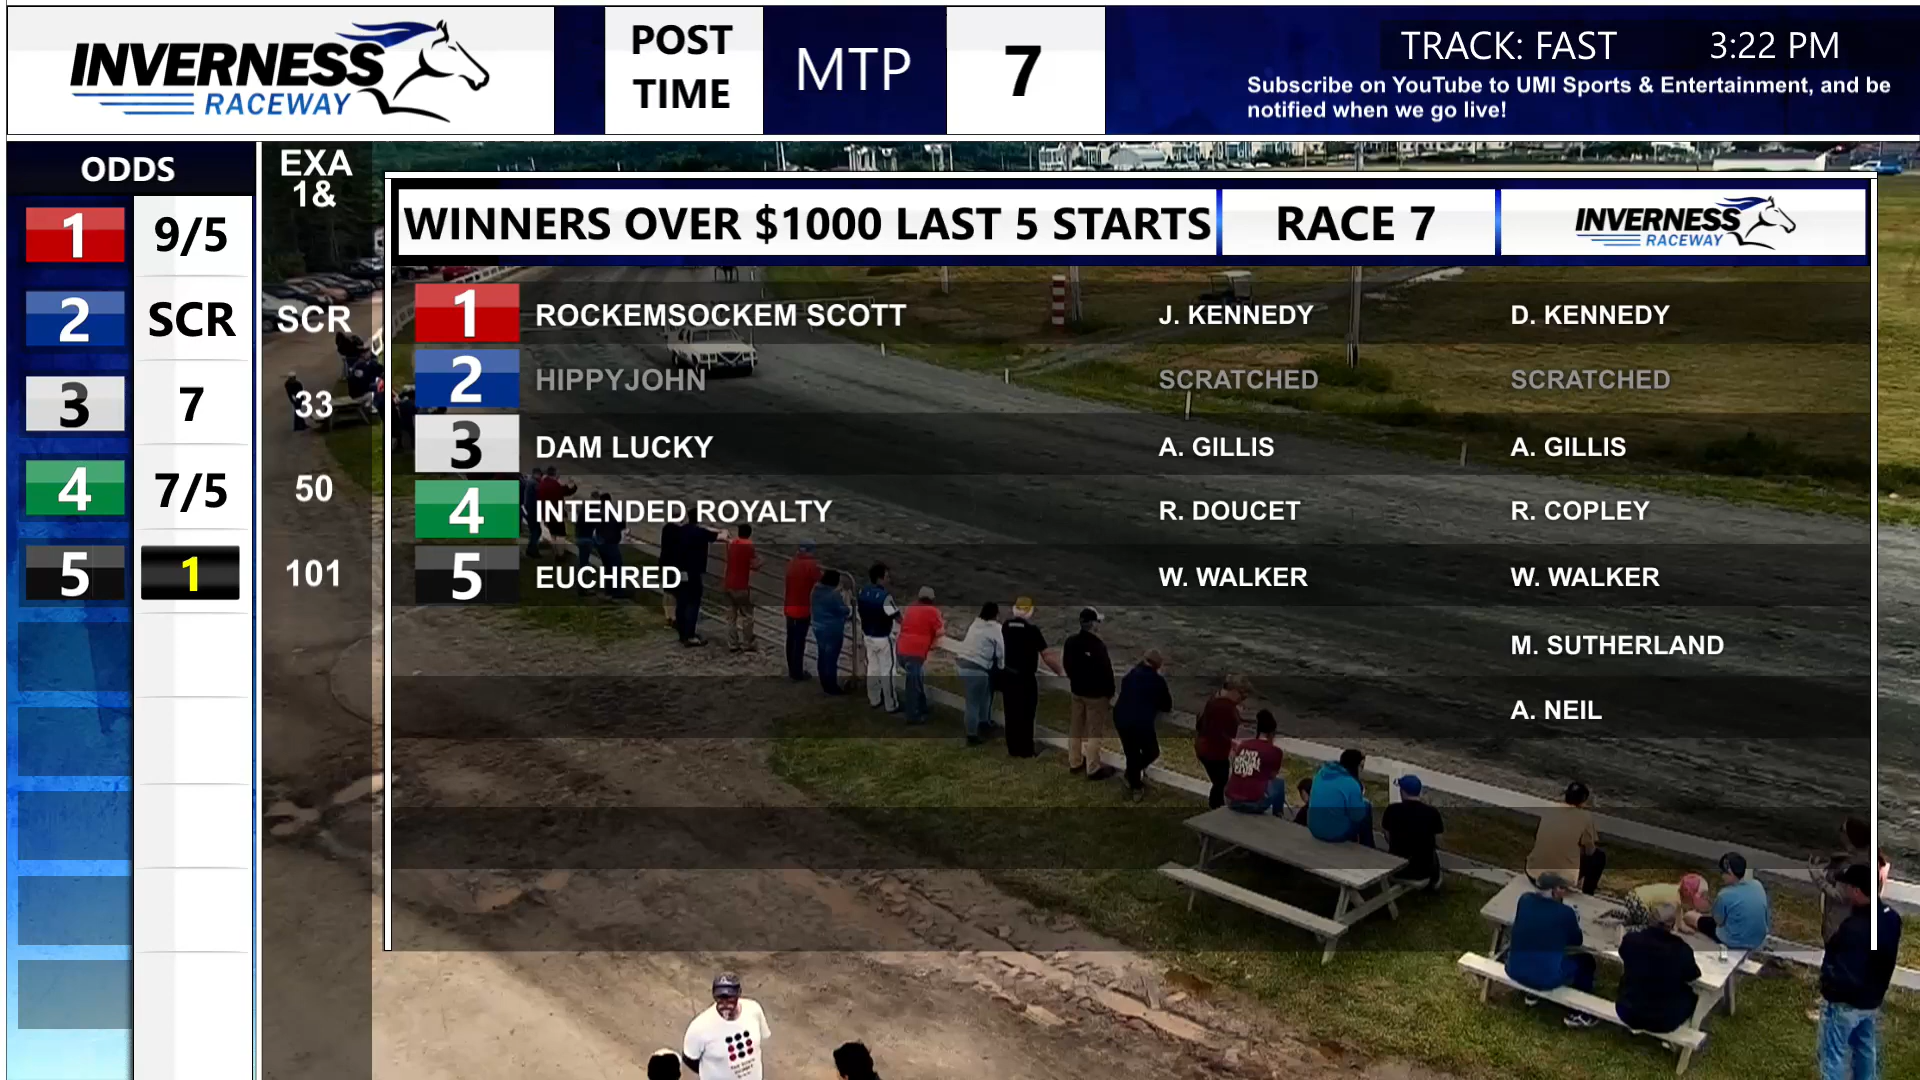 INVERNESS
RACEWAY
POST
TIME
MTP
7
TRACK: FAST
3:22 PM
Subscribe on YouTube to UMI Sports & Entertainment, and be
notified when we go live!
ODDS
EXA
1&
1 9/5
2 SCR SCR
3 7 33
4 7/5 50
5 1 101
WINNERS OVER $1000 LAST 5 STARTS
RACE 7
INVERNESS
RACEWAY
1 ROCKEMSOCKEM SCOTT J. KENNEDY D. KENNEDY
2 HIPPYJOHN SCRATCHED SCRATCHED
3 DAM LUCKY A. GILLIS A. GILLIS
4 INTENDED ROYALTY R. DOUCET R. COPLEY
5 EUCHRED W. WALKER W. WALKER
M. SUTHERLAND
A. NEIL
ANTI
SOCIAL
CLUB